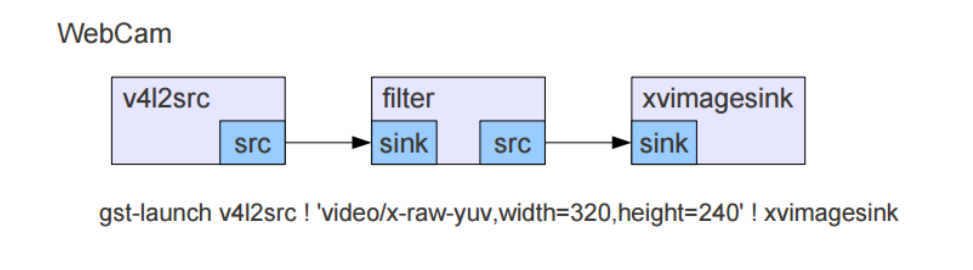 WebCam
v4l2src filter xvimagesink
src sink src sink
gst-launch v4l2src ! 'video/x-raw-yuv,width=320,height=240' ! xvimagesink